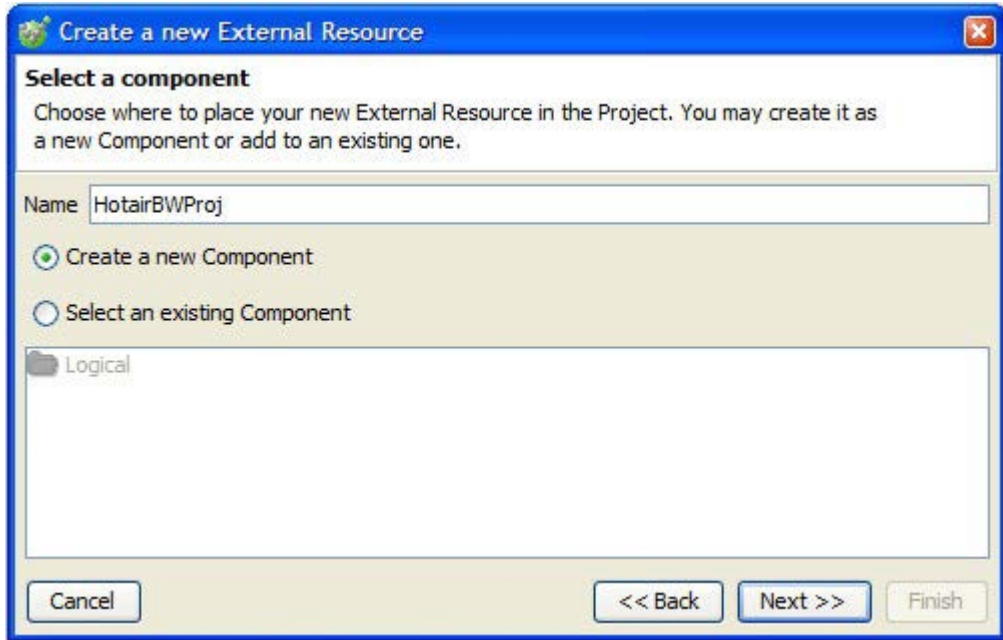 Create a new External Resource
Select a component
Choose where to place your new External Resource in the Project. You may create it as
a new Component or add to an existing one.
Name HotairBWProj
Create a new Component
Select an existing Component
Logical
Cancel << Back Next >> Finish